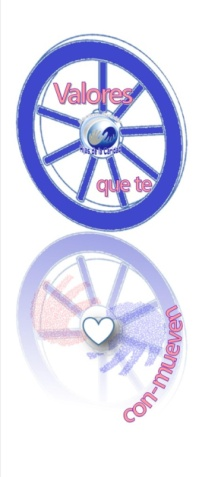 Valores
que te
con-mueven